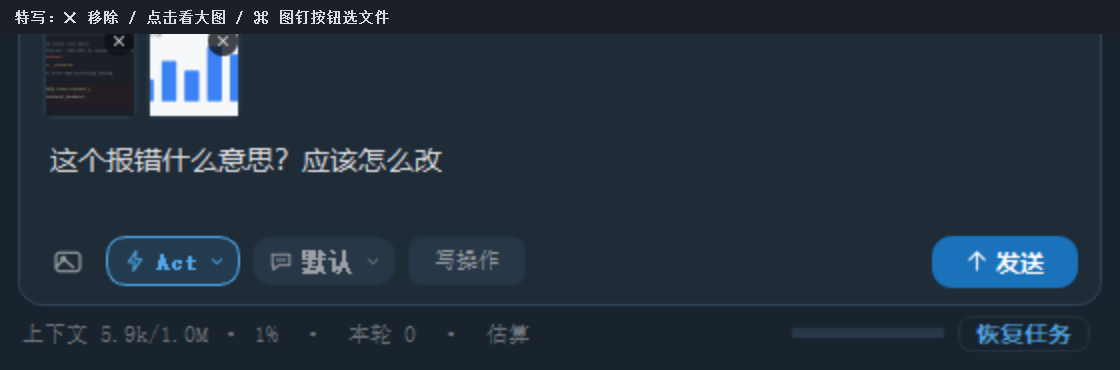 特写：✕ 移除 / 点击看大图 / ⌘ 图钉按钮选文件
这个报错什么意思？应该怎么改
Act 默认 写操作 ↑ 发送
上下文 5.9k/1.0M · 1% · 本轮 0 · 估算 恢复任务